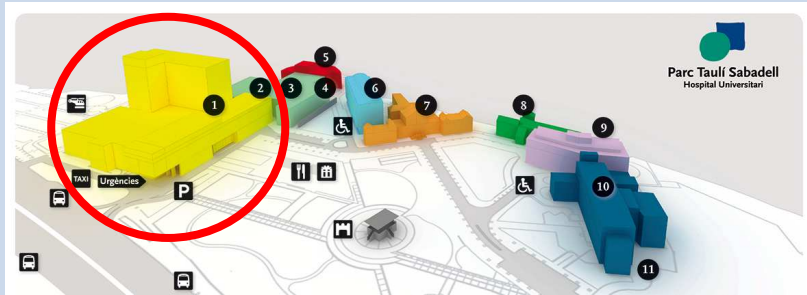 5
2
3
4
6
1
7
8
9
10
11
Parc Taulí Sabadell
Hospital Universitari
TAXI
Urgències
P